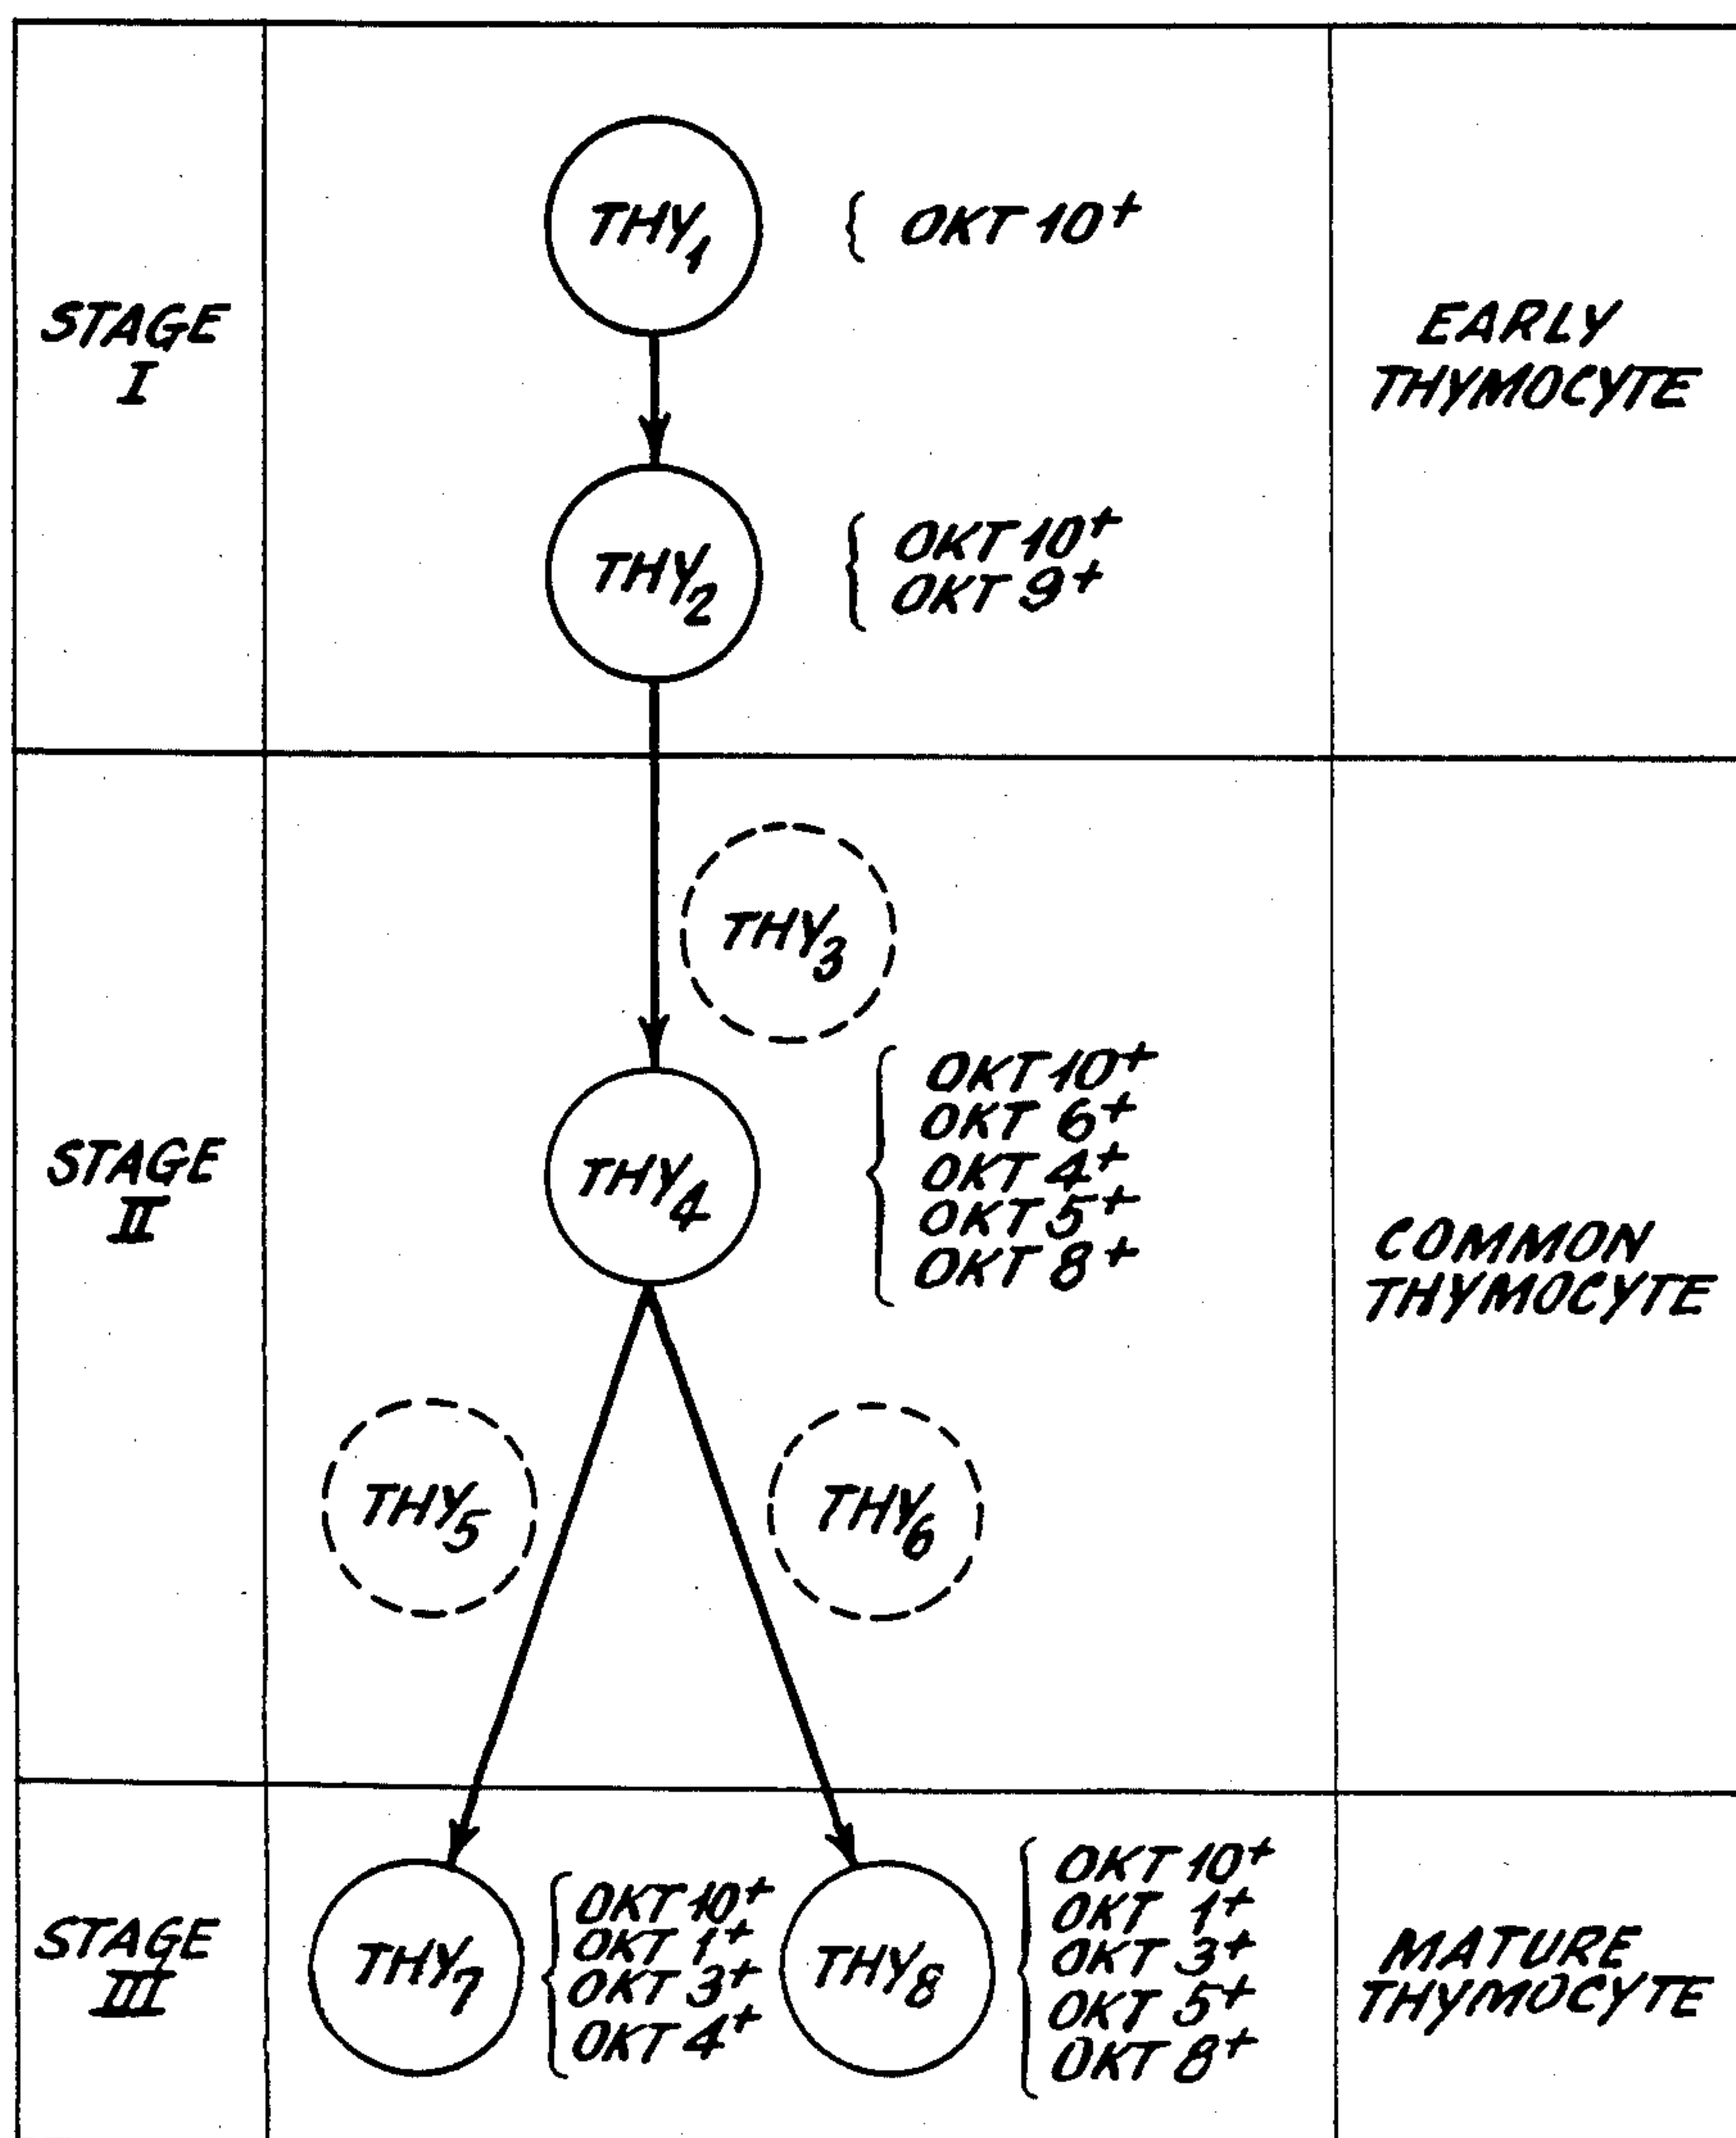 STAGE
I
THY₁
OKT 10⁺
EARLY
THYMOCYTE
THY₂
OKT 10⁺
OKT 9⁺
STAGE
II
THY₃
THY₄
OKT 10⁺
OKT 6⁺
OKT 4⁺
OKT 5⁺
OKT 8⁺
COMMON
THYMOCYTE
THY₅
THY₆
STAGE
III
THY₇
OKT 10⁺
OKT 1⁺
OKT 3⁺
OKT 4⁺
THY₈
OKT 10⁺
OKT 1⁺
OKT 3⁺
OKT 5⁺
OKT 8⁺
MATURE
THYMOCYTE